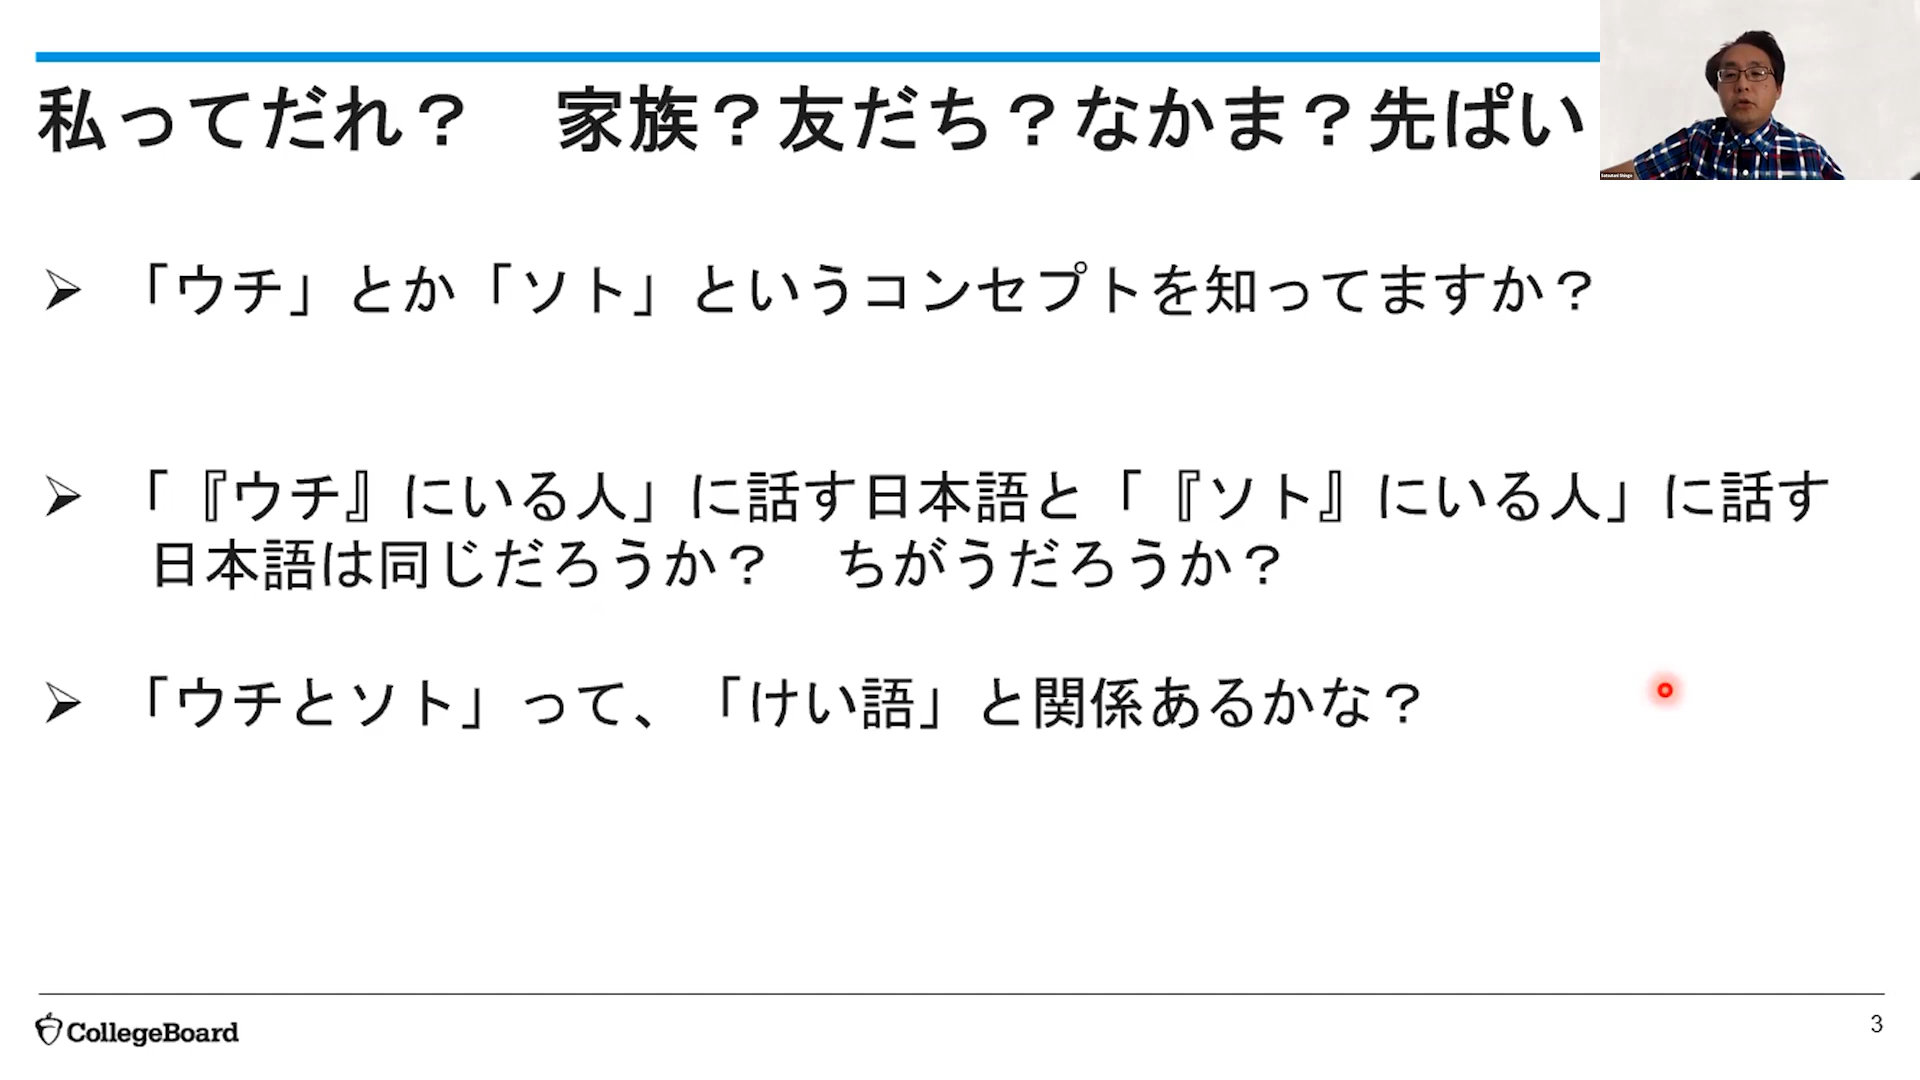 私ってだれ？　家族？友だち？なかま？先ぱい
「ウチ」とか「ソト」というコンセプトを知ってますか？
「『ウチ』にいる人」に話す日本語と「『ソト』にいる人」に話す
日本語は同じだろうか？　ちがうだろうか？
「ウチとソト」って、「けい語」と関係あるかな？
CollegeBoard
3